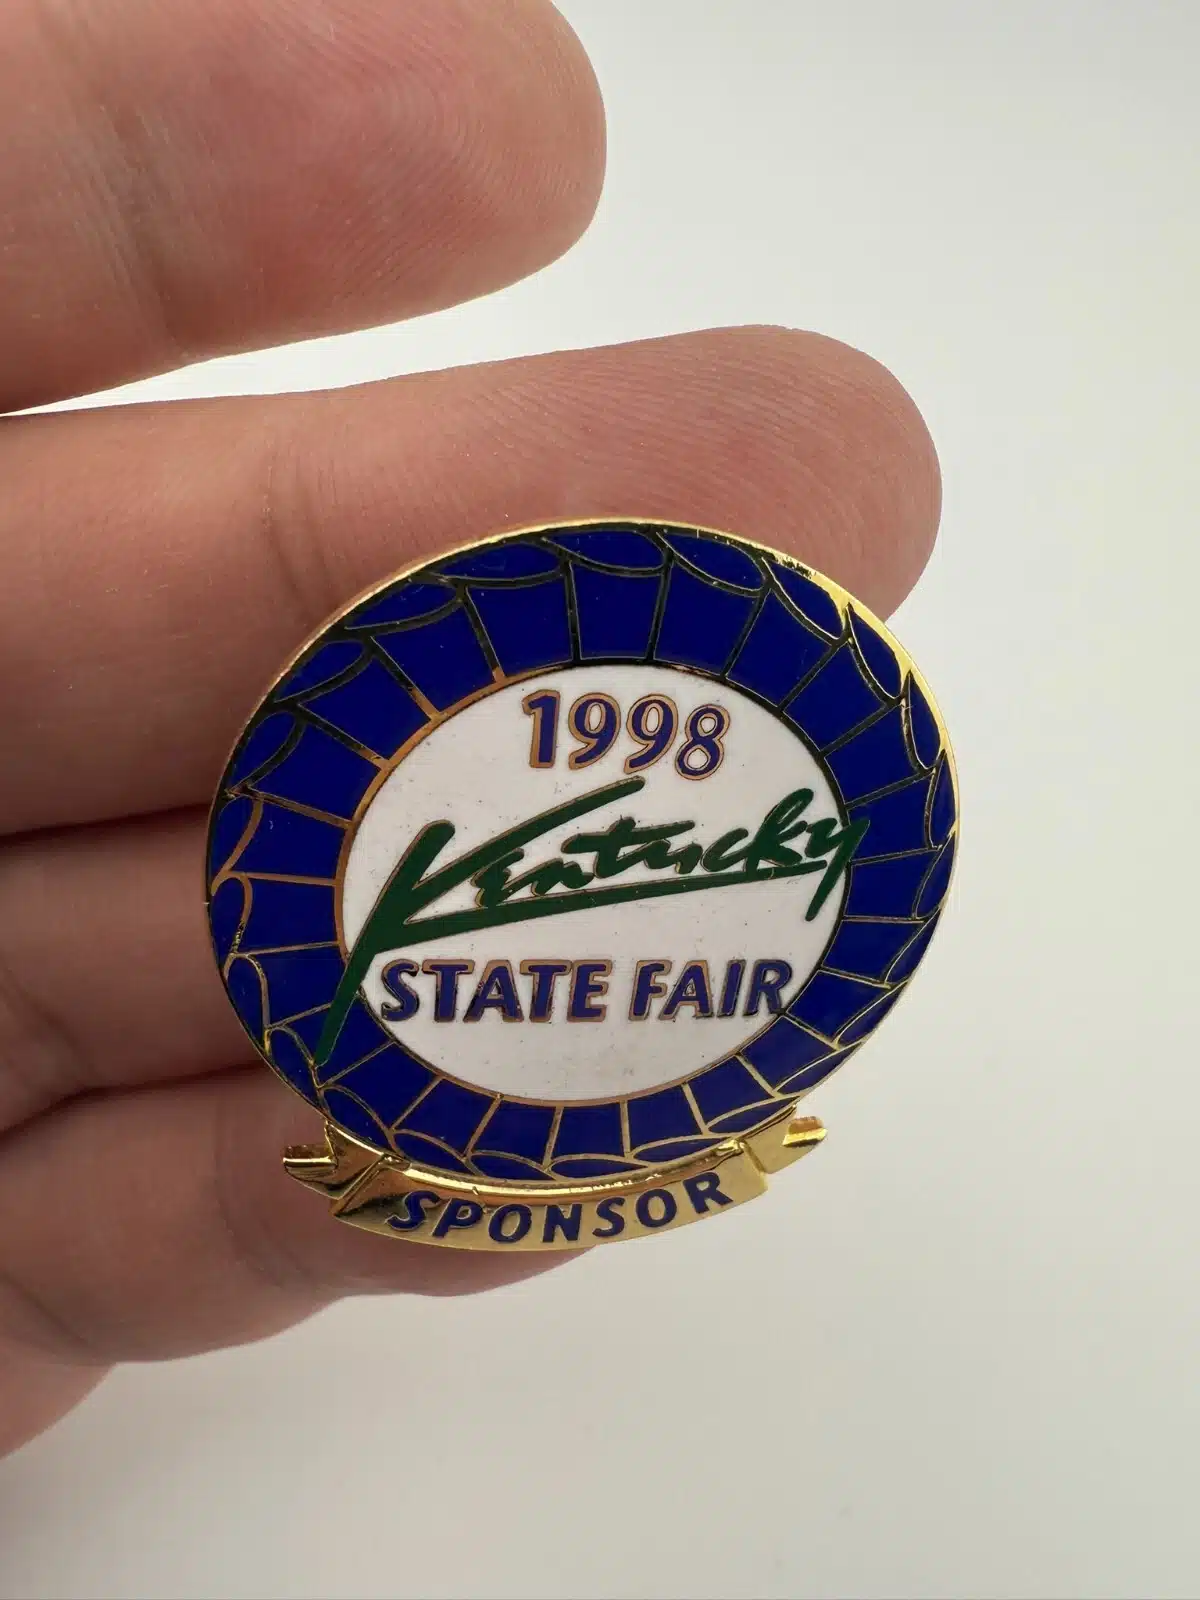 1998
Kentucky
STATE FAIR
SPONSOR